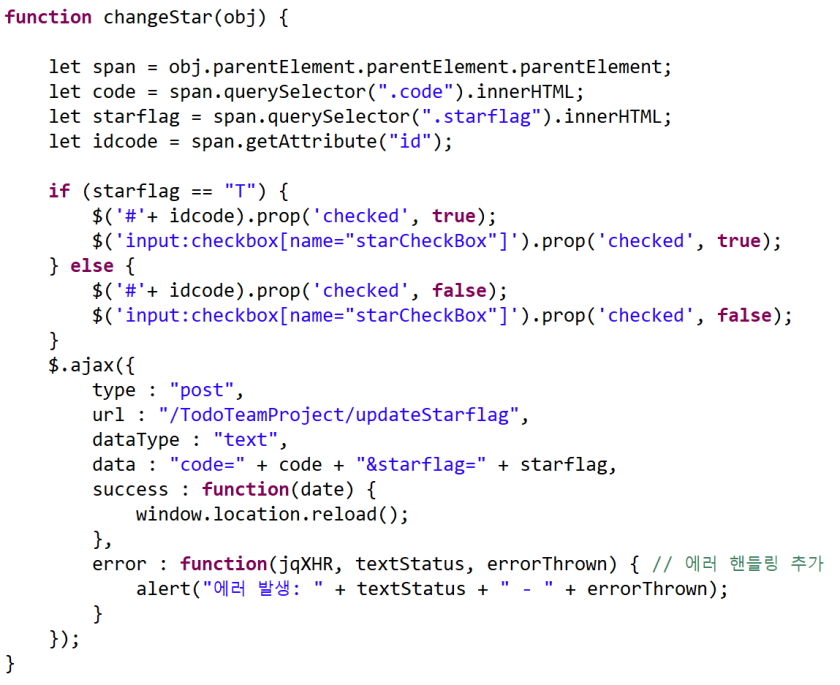 function changeStar(obj) {
let span = obj.parentElement.parentElement.parentElement;
let code = span.querySelector(".code").innerHTML;
let starflag = span.querySelector(".starflag").innerHTML;
let idcode = span.getAttribute("id");
if (starflag == "T") {
$('#'+ idcode).prop('checked', true);
$('input:checkbox[name="starCheckBox"]').prop('checked', true);
} else {
$('#'+ idcode).prop('checked', false);
$('input:checkbox[name="starCheckBox"]').prop('checked', false);
}
$.ajax({
type : "post",
url : "/TodoTeamProject/updateStarflag",
dataType : "text",
data : "code=" + code + "&starflag=" + starflag,
success : function(date) {
window.location.reload();
},
error : function(jqXHR, textStatus, errorThrown) { // 에러 핸들링 추가
alert("에러 발생: " + textStatus + " - " + errorThrown);
}
});
}